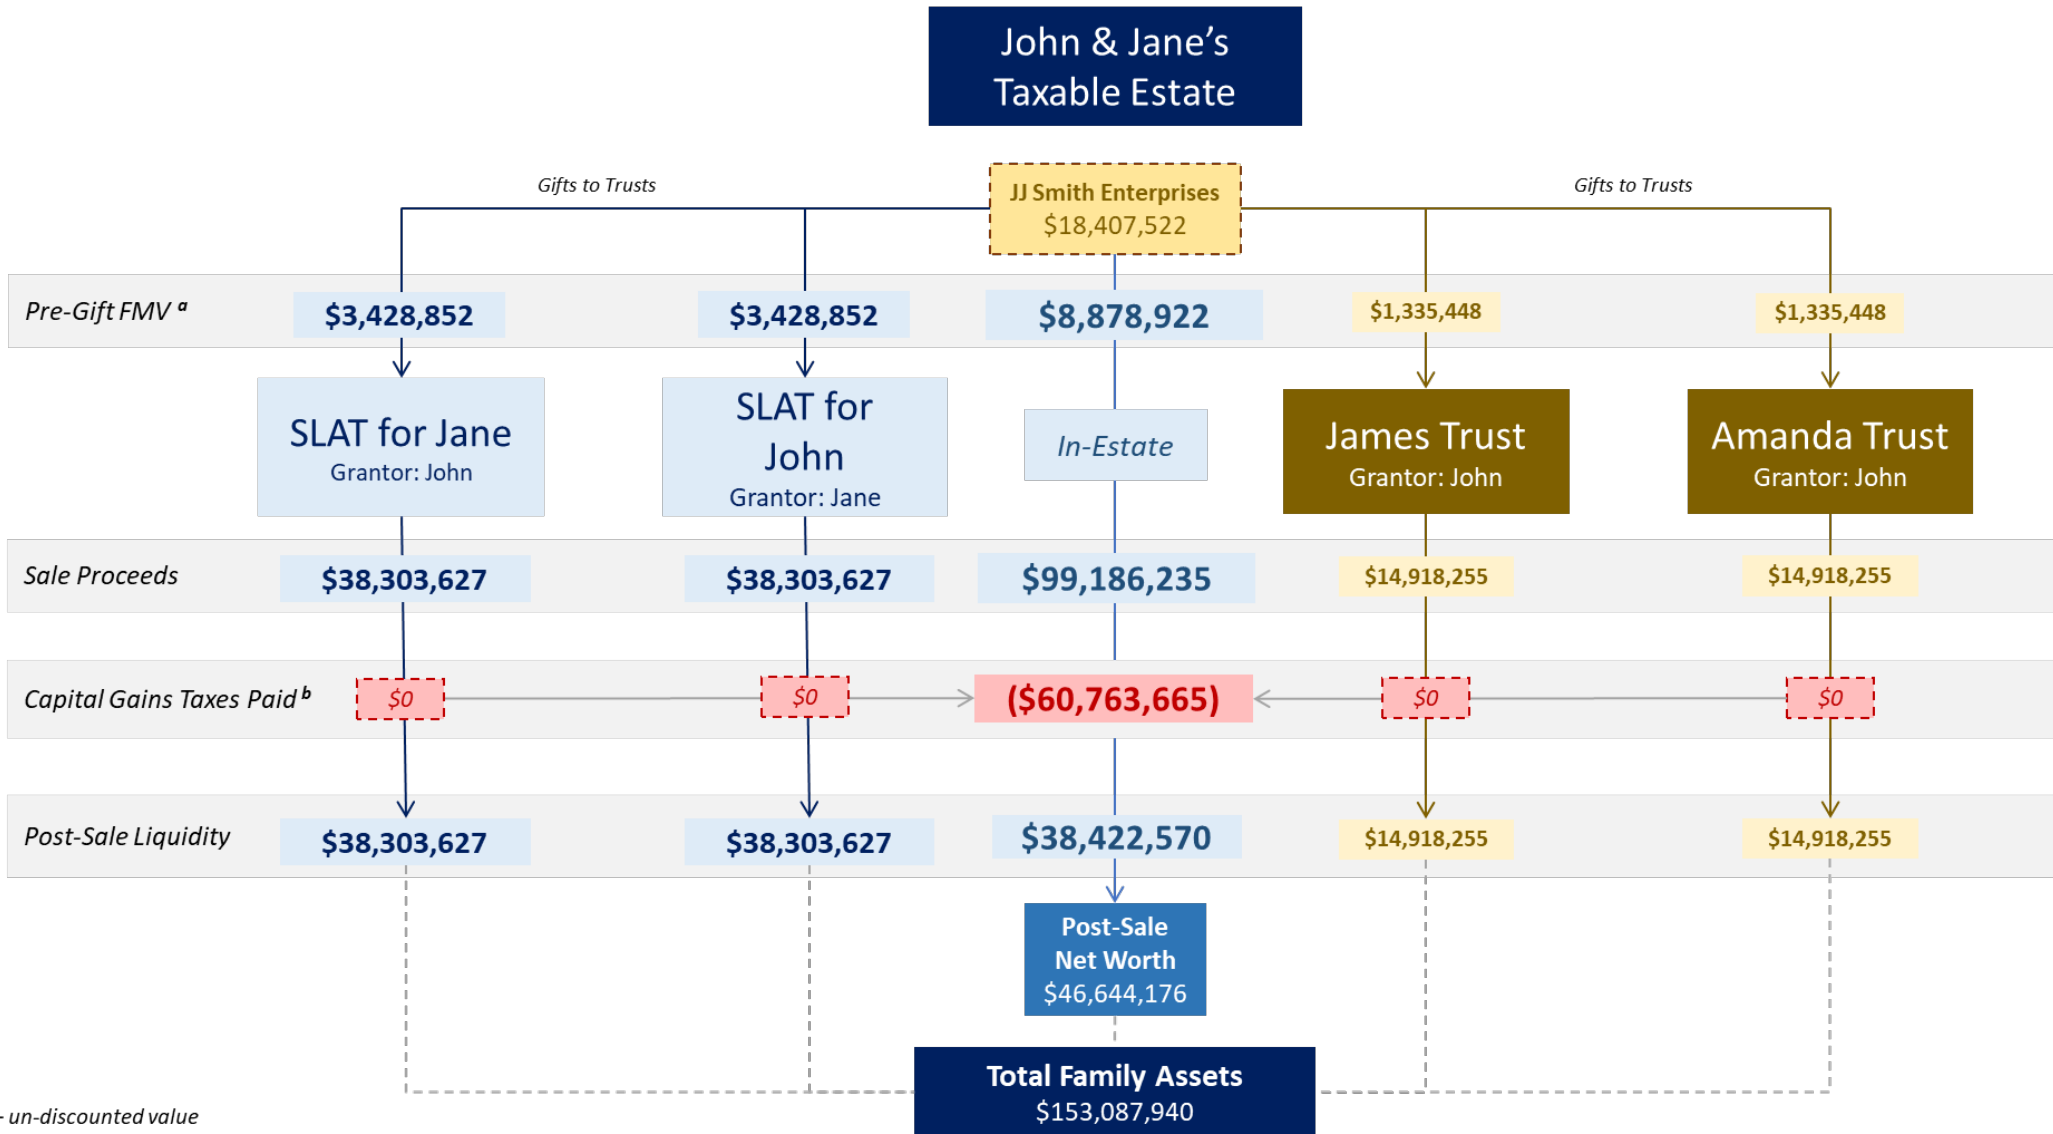 John & Jane's
Taxable Estate
Gifts to Trusts
JJ Smith Enterprises
$18,407,522
Gifts to Trusts
Pre-Gift FMV a
$3,428,852
$3,428,852
$8,878,922
$1,335,448
$1,335,448
SLAT for Jane
Grantor: John
SLAT for
John
Grantor: Jane
In-Estate
James Trust
Grantor: John
Amanda Trust
Grantor: John
Sale Proceeds
$38,303,627
$38,303,627
$99,186,235
$14,918,255
$14,918,255
Capital Gains Taxes Paid b
$0
$0
($60,763,665)
$0
$0
Post-Sale Liquidity
$38,303,627
$38,303,627
$38,422,570
$14,918,255
$14,918,255
Post-Sale
Net Worth
$46,644,176
Total Family Assets
$153,087,940
- un-discounted value